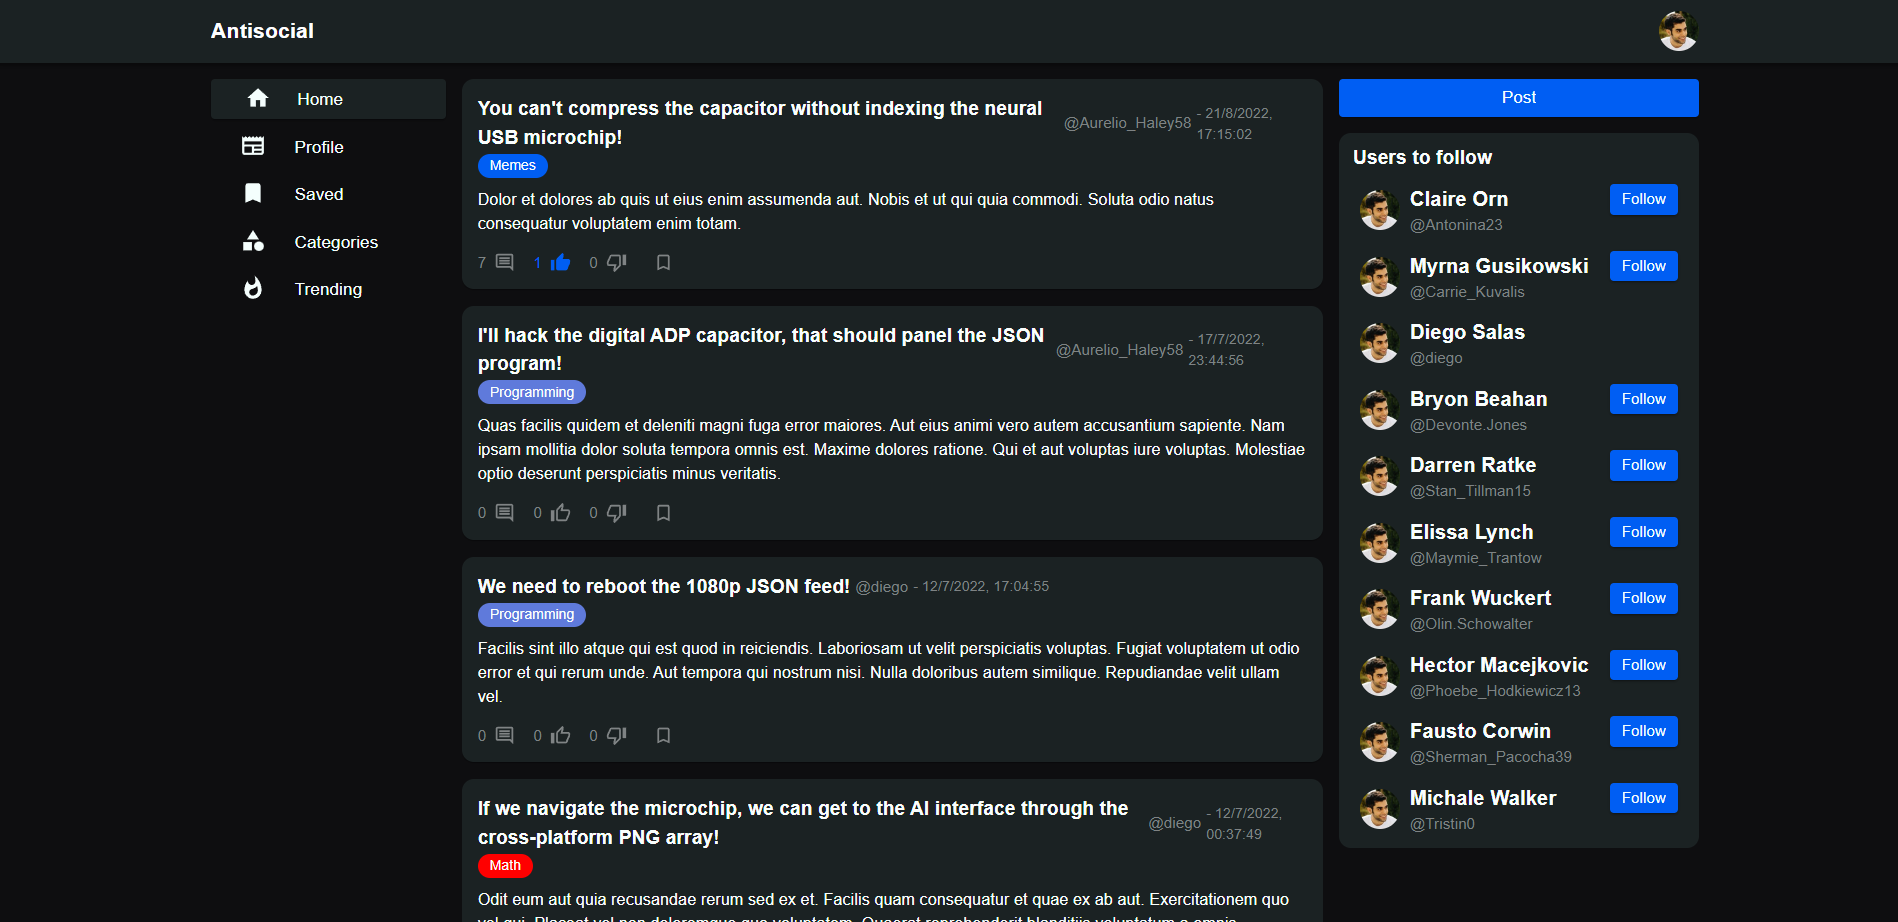 Antisocial
Home
Profile
Saved
Categories
Trending
You can't compress the capacitor without indexing the neural
USB microchip!
@Aurelio_Haley58
- 21/8/2022,
17:15:02
Memes
Dolor et dolores ab quis ut eius enim assumenda aut. Nobis et ut qui quia commodi. Soluta odio natus
consequatur voluptatem enim totam.
7
1
0
I'll hack the digital ADP capacitor, that should panel the JSON
program!
@Aurelio_Haley58
- 17/7/2022,
23:44:56
Programming
Quas facilis quidem et deleniti magni fuga error maiores. Aut eius animi vero autem accusantium sapiente. Nam
ipsam mollitia dolor soluta tempora omnis est. Maxime dolores ratione. Qui et aut voluptas iure voluptas. Molestiae
optio deserunt perspiciatis minus veritatis.
0
0
0
We need to reboot the 1080p JSON feed! @diego - 12/7/2022, 17:04:55
Programming
Facilis sint illo atque qui est quod in reiciendis. Laboriosam ut velit perspiciatis voluptas. Fugiat voluptatem ut odio
error et qui rerum unde. Aut tempora qui nostrum nisi. Nulla doloribus autem similique. Repudiandae velit ullam
vel.
0
0
0
If we navigate the microchip, we can get to the AI interface through the
cross-platform PNG array!
@diego
- 12/7/2022,
00:37:49
Math
Odit eum aut quia recusandae rerum sed ex et. Facilis quam consequatur et quae ex ab aut. Exercitationem quo
Post
Users to follow
Claire Orn
@Antonina23
Follow
Myrna Gusikowski
@Carrie_Kuvalis
Follow
Diego Salas
@diego
Bryon Beahan
@Devonte.Jones
Follow
Darren Ratke
@Stan_Tillman15
Follow
Elissa Lynch
@Maymie_Trantow
Follow
Frank Wuckert
@Olin.Schowalter
Follow
Hector Macejkovic
@Phoebe_Hodkiewicz13
Follow
Fausto Corwin
@Sherman_Pacocha39
Follow
Michale Walker
@Tristin0
Follow